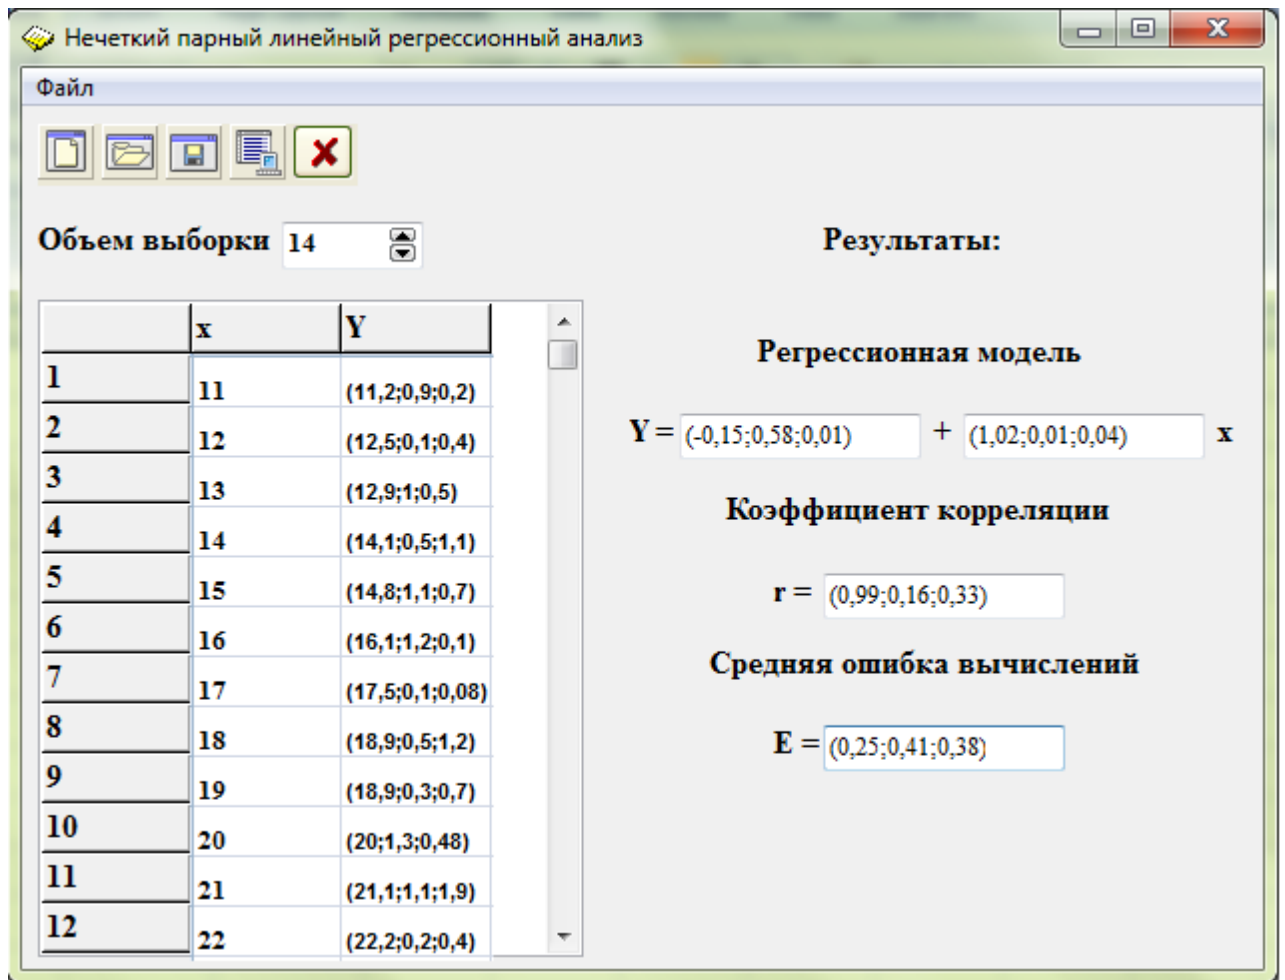 Нечеткий парный линейный регрессионный анализ
Файл
Объем выборки 14
x Y
1 11 (11,2;0,9;0,2)
2 12 (12,5;0,1;0,4)
3 13 (12,9;1;0,5)
4 14 (14,1;0,5;1,1)
5 15 (14,8;1,1;0,7)
6 16 (16,1;1,2;0,1)
7 17 (17,5;0,1;0,08)
8 18 (18,9;0,5;1,2)
9 19 (18,9;0,3;0,7)
10 20 (20;1,3;0,48)
11 21 (21,1;1,1;1,9)
12 22 (22,2;0,2;0,4)
Результаты:
Регрессионная модель
Y = (-0,15;0,58;0,01) + (1,02;0,01;0,04) x
Коэффициент корреляции
r = (0,99;0,16;0,33)
Средняя ошибка вычислений
E = (0,25;0,41;0,38)